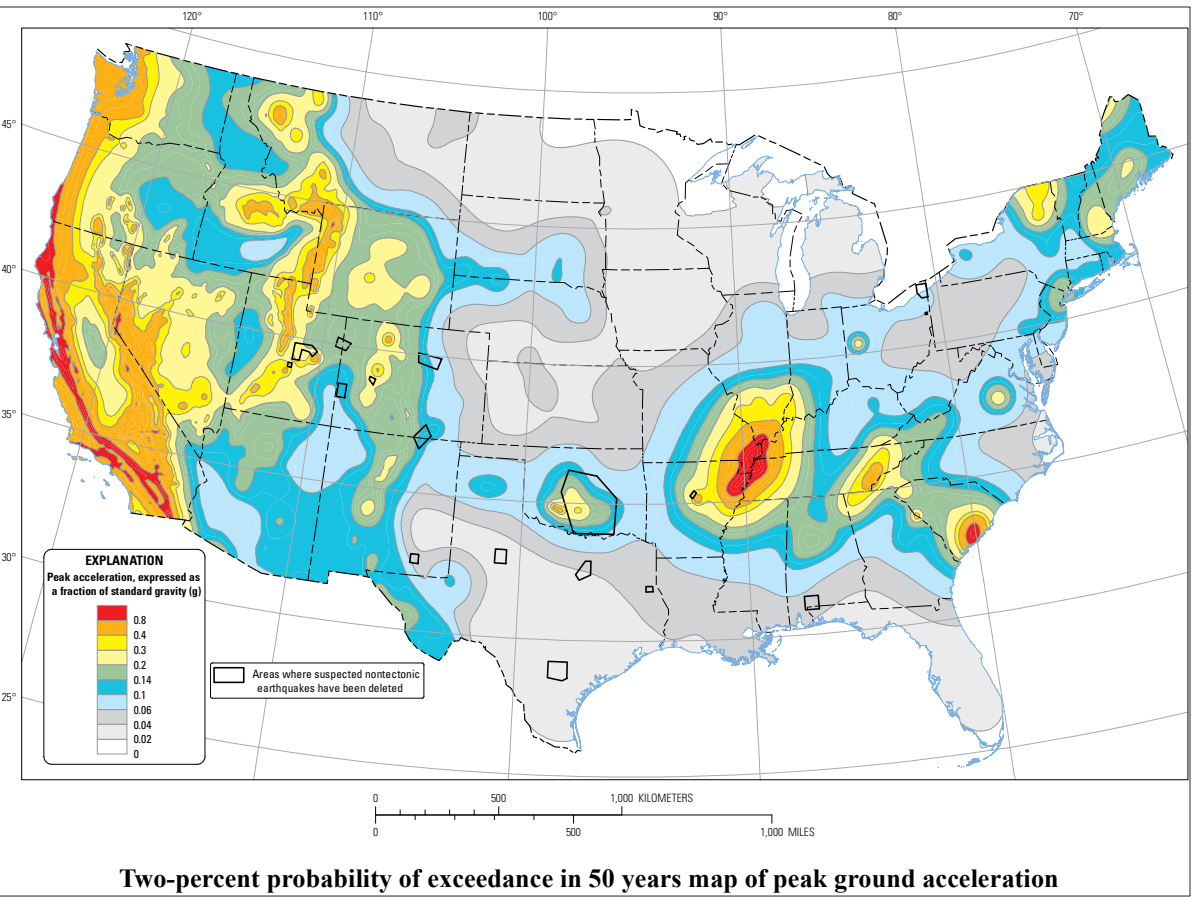 120°
110°
100°
90°
80°
70°
45°
40°
35°
30°
25°
EXPLANATION
Peak acceleration, expressed as
a fraction of standard gravity (g)
0.8
0.4
0.3
0.2
0.14
0.1
0.06
0.04
0.02
0
Areas where suspected nontectonic
earthquakes have been deleted
0 500 1,000 KILOMETERS
0 500 1,000 MILES
Two-percent probability of exceedance in 50 years map of peak ground acceleration